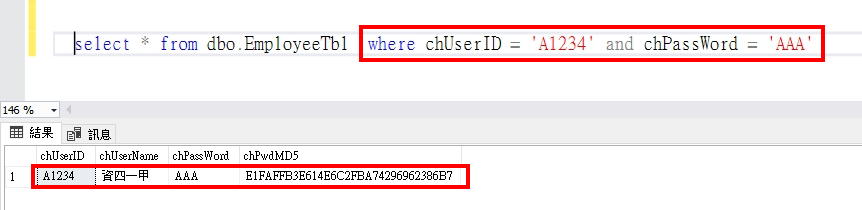 select * from dbo.EmployeeTbl where chUserID = 'A1234' and chPassWord = 'AAA'
146 %
結果 訊息
chUserID chUserName chPassWord chPwdMD5
1 A1234 資四一甲 AAA E1FAFFB3E614E6C2FBA74296962386B7